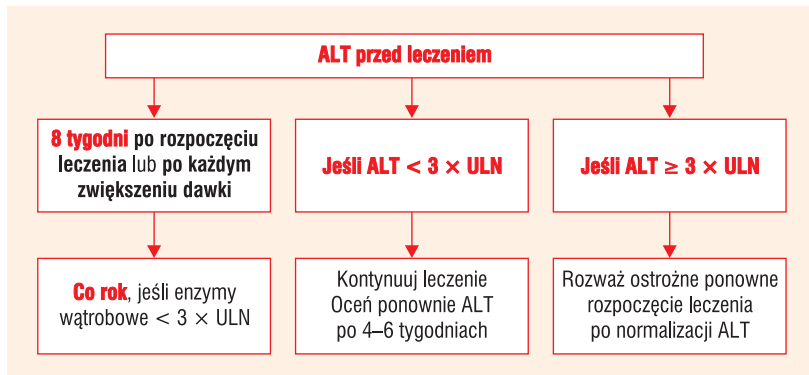 ALT przed leczeniem
8 tygodni po rozpoczęciu
leczenia lub po każdym
zwiększeniu dawki
Jeśli ALT < 3 × ULN
Jeśli ALT ≥ 3 × ULN
Co rok, jeśli enzymy
wątrobowe < 3 × ULN
Kontynuuj leczenie
Oceń ponownie ALT
po 4–6 tygodniach
Rozważ ostrożne ponowne
rozpoczęcie leczenia
po normalizacji ALT